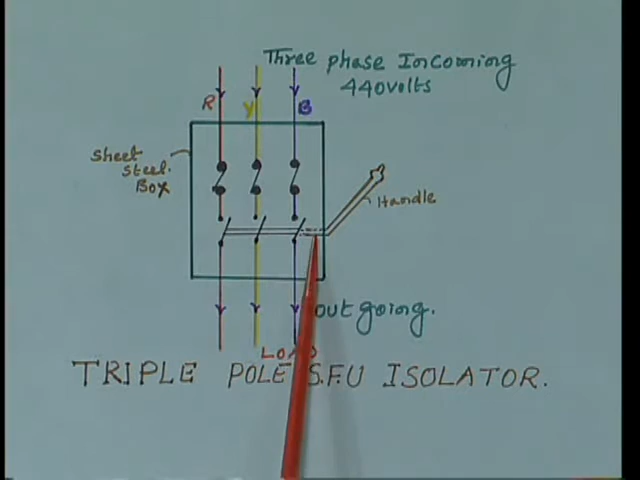 Three phase Incoming
440volts
R
Y
B
Sheet
Steel.
Box
Handle
out going.
LOAD
TRIPLE POLE S.F.U ISOLATOR.